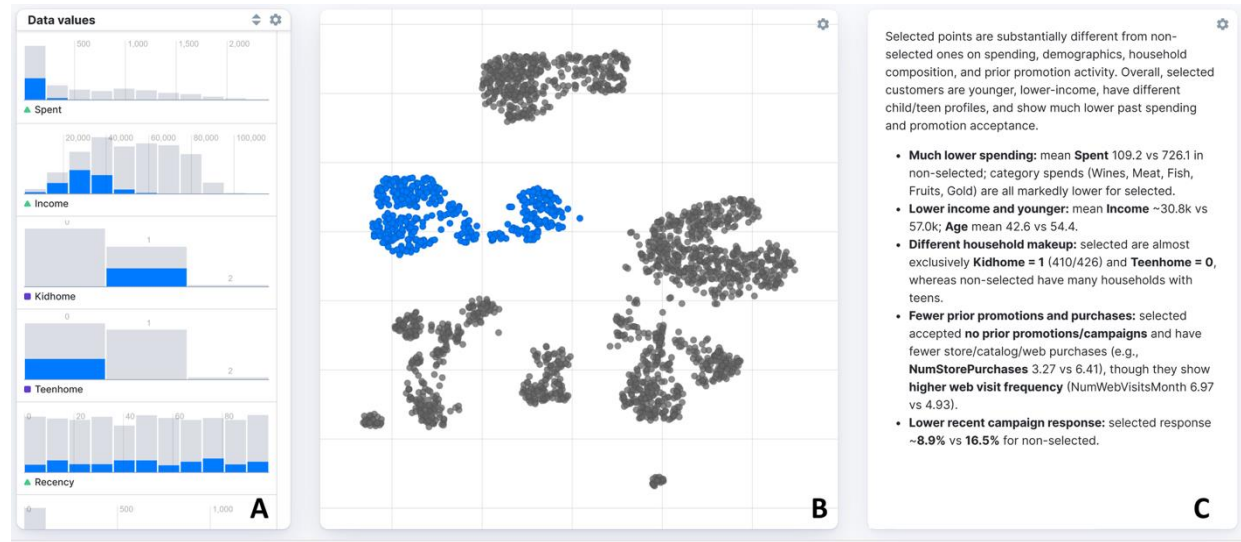 Data values
500 1,000 1,500 2,000
Spent
20,000 40,000 60,000 80,000 100,000
Income
0
1
2
Kidhome
0 1
2
Teenhome
0 20 40 60 80
Recency
0 500 1,000
A
B
Selected points are substantially different from non-
selected ones on spending, demographics, household
composition, and prior promotion activity. Overall, selected
customers are younger, lower-income, have different
child/teen profiles, and show much lower past spending
and promotion acceptance.
• Much lower spending: mean Spent 109.2 vs 726.1 in
non-selected; category spends (Wines, Meat, Fish,
Fruits, Gold) are all markedly lower for selected.
• Lower income and younger: mean Income ~30.8k vs
57.0k; Age mean 42.6 vs 54.4.
• Different household makeup: selected are almost
exclusively Kidhome = 1 (410/426) and Teenhome = 0,
whereas non-selected have many households with
teens.
• Fewer prior promotions and purchases: selected
accepted no prior promotions/campaigns and have
fewer store/catalog/web purchases (e.g.,
NumStorePurchases 3.27 vs 6.41), though they show
higher web visit frequency (NumWebVisitsMonth 6.97
vs 4.93).
• Lower recent campaign response: selected response
~8.9% vs 16.5% for non-selected.
C